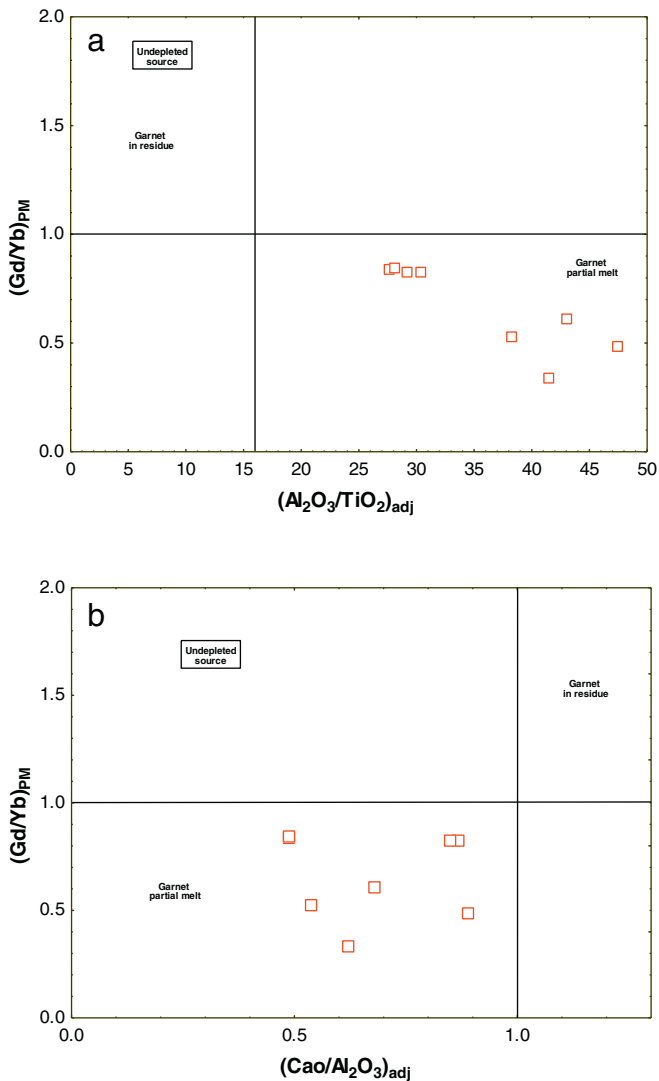 a
2.0
Undepleted
source
1.5
Garnet
in residue
(Gd/Yb)PM
1.0
Garnet
partial melt
0.5
0.0
0 5 10 15 20 25 30 35 40 45 50
(Al2O3/TiO2)adj
b
2.0
Undepleted
source
Garnet
in residue
1.5
(Gd/Yb)PM
1.0
Garnet
partial melt
0.5
0.0
0.0 0.5 1.0
(Cao/Al2O3)adj